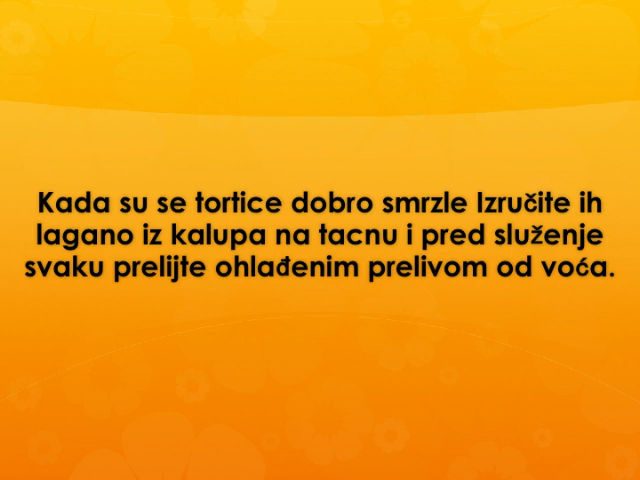 Kada su se tortice dobro smrzle Izručite ih
lagano iz kalupa na tacnu i pred služenje
svaku prelijte ohlađenim prelivom od voća.